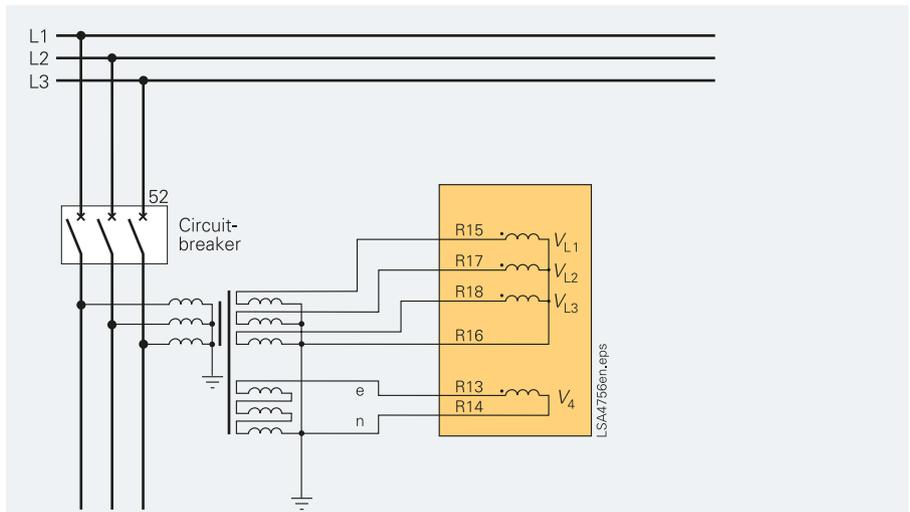 L1
L2
L3
52
Circuit-
breaker
R15
VL1
R17
VL2
R18
VL3
R16
e
R13
V4
R14
n
LSA4756en.eps